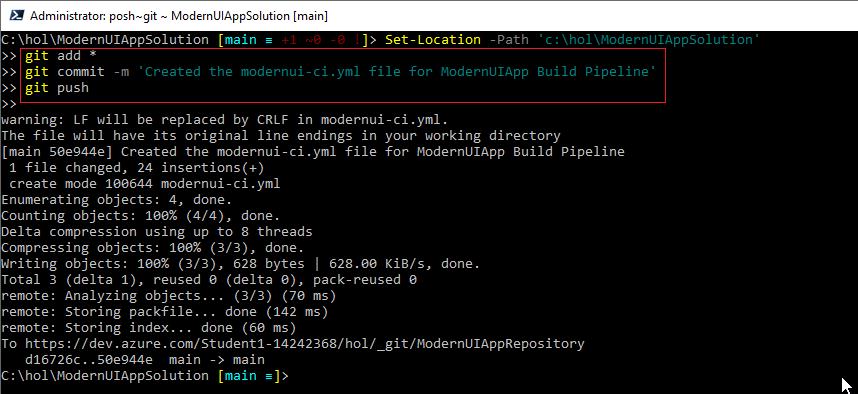 Administrator: posh~git ~ ModernUIAppSolution [main]
C:\hol\ModernUIAppSolution [main ≡ +1 ~0 -0 !]> Set-Location -Path 'c:\hol\ModernUIAppSolution'
>> git add *
>> git commit -m 'Created the modernui-ci.yml file for ModernUIApp Build Pipeline'
>> git push
>>
warning: LF will be replaced by CRLF in modernui-ci.yml.
The file will have its original line endings in your working directory
[main 50e944e] Created the modernui-ci.yml file for ModernUIApp Build Pipeline
 1 file changed, 24 insertions(+)
 create mode 100644 modernui-ci.yml
Enumerating objects: 4, done.
Counting objects: 100% (4/4), done.
Delta compression using up to 8 threads
Compressing objects: 100% (3/3), done.
Writing objects: 100% (3/3), 628 bytes | 628.00 KiB/s, done.
Total 3 (delta 1), reused 0 (delta 0), pack-reused 0
remote: Analyzing objects... (3/3) (70 ms)
remote: Storing packfile... done (142 ms)
remote: Storing index... done (60 ms)
To https://dev.azure.com/Student1-14242368/hol/_git/ModernUIAppRepository
   d16726c..50e944e  main -> main
C:\hol\ModernUIAppSolution [main ≡]>